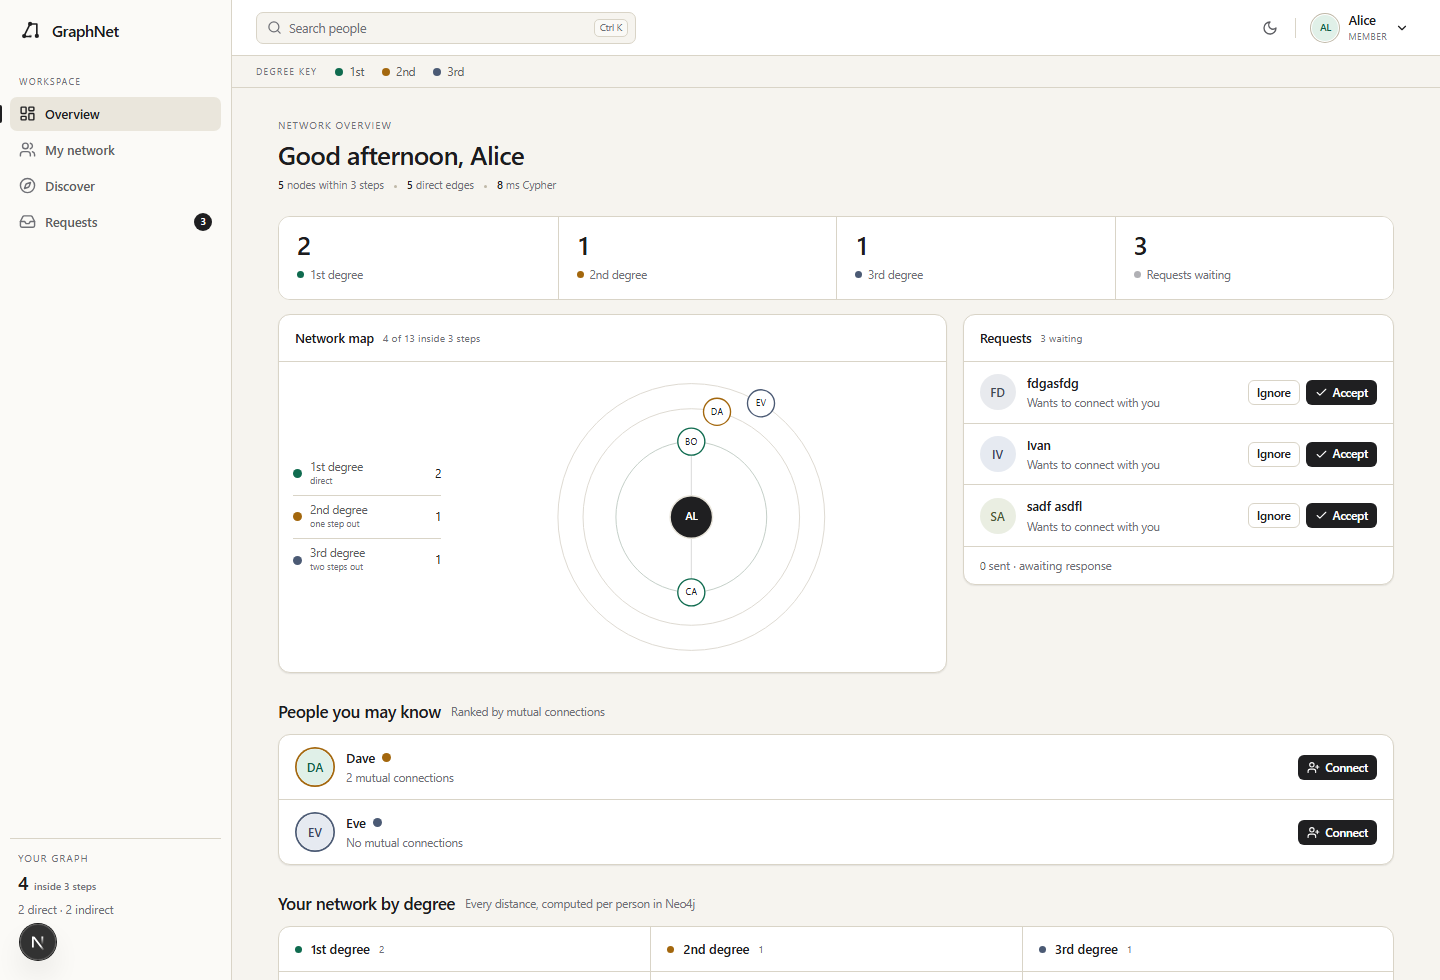 GraphNet
WORKSPACE
Overview
My network
Discover
Requests
3
YOUR GRAPH
4 inside 3 steps
2 direct · 2 indirect
N
Search people
Ctrl K
AL
Alice
MEMBER
DEGREE KEY
1st
2nd
3rd
NETWORK OVERVIEW
Good afternoon, Alice
5 nodes within 3 steps • 5 direct edges • 8 ms Cypher
2
1st degree
1
2nd degree
1
3rd degree
3
Requests waiting
Network map 4 of 13 inside 3 steps
1st degree
direct
2
2nd degree
one step out
1
3rd degree
two steps out
1
EV
DA
BO
AL
CA
Requests 3 waiting
FD
fdgasfdg
Wants to connect with you
Ignore
Accept
IV
Ivan
Wants to connect with you
Ignore
Accept
SA
sadf asdfl
Wants to connect with you
Ignore
Accept
0 sent · awaiting response
People you may know Ranked by mutual connections
DA
Dave
2 mutual connections
Connect
EV
Eve
No mutual connections
Connect
Your network by degree Every distance, computed per person in Neo4j
1st degree 2
2nd degree 1
3rd degree 1